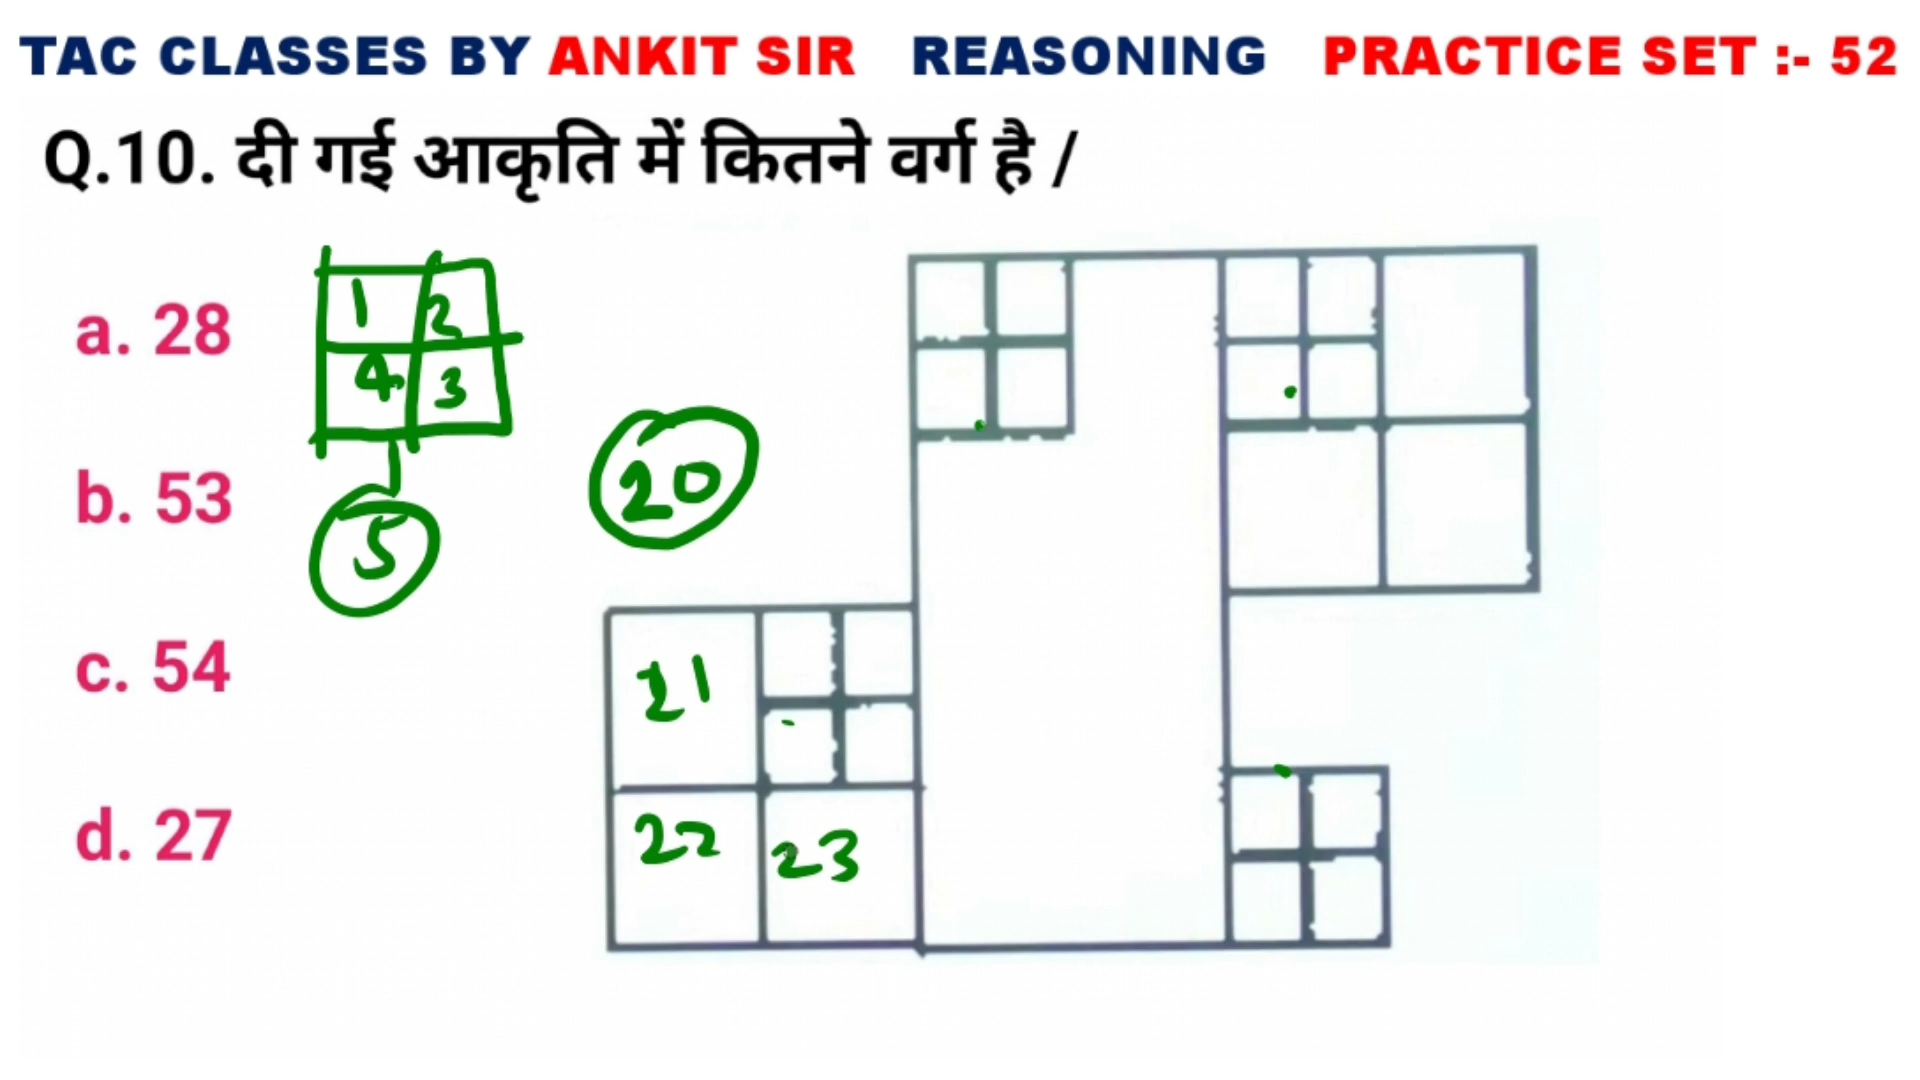 TAC CLASSES BY ANKIT SIR REASONING PRACTICE SET :- 52
Q.10. दी गई आकृति में कितने वर्ग है /
a. 28
b. 53
c. 54
d. 27
1 2
4 3
5
20
21
22 23